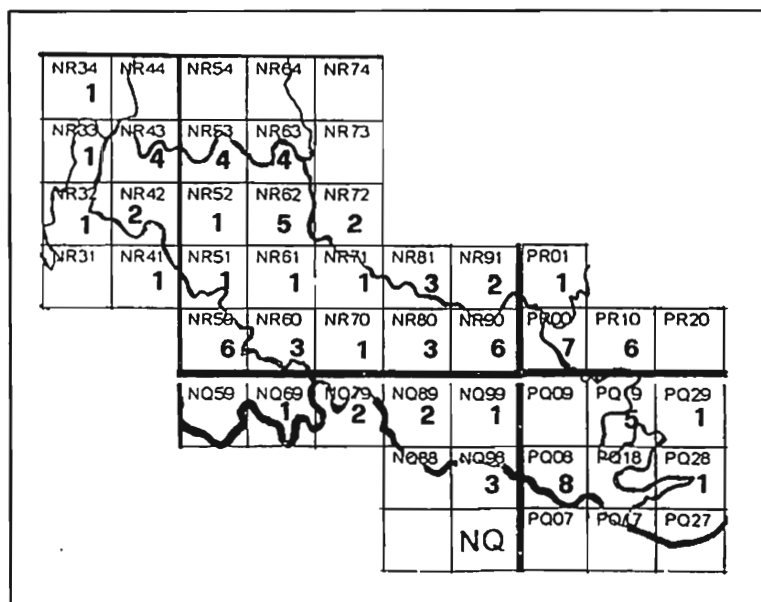 NR34 NR44 NR54 NR64 NR74
1
NR33 NR43 NR53 NR63 NR73
1 4 4 4
NR32 NR42 NR52 NR62 NR72
1 2 1 5 2
NR31 NR41 NR51 NR61 NR71 NR81 NR91 PR01
1 1 1 1 3 2 1
NR50 NR60 NR70 NR80 NR90 PR00 PR10 PR20
6 3 1 3 6 7 6
NQ59 NQ69 NQ79 NQ89 NQ99 PQ09 PQ19 PQ29
1 2 2 1 5 1
NQ88 NQ98 PQ08 PQ18 PQ28
3 8 1
PQ07 PQ17 PQ27
NQ